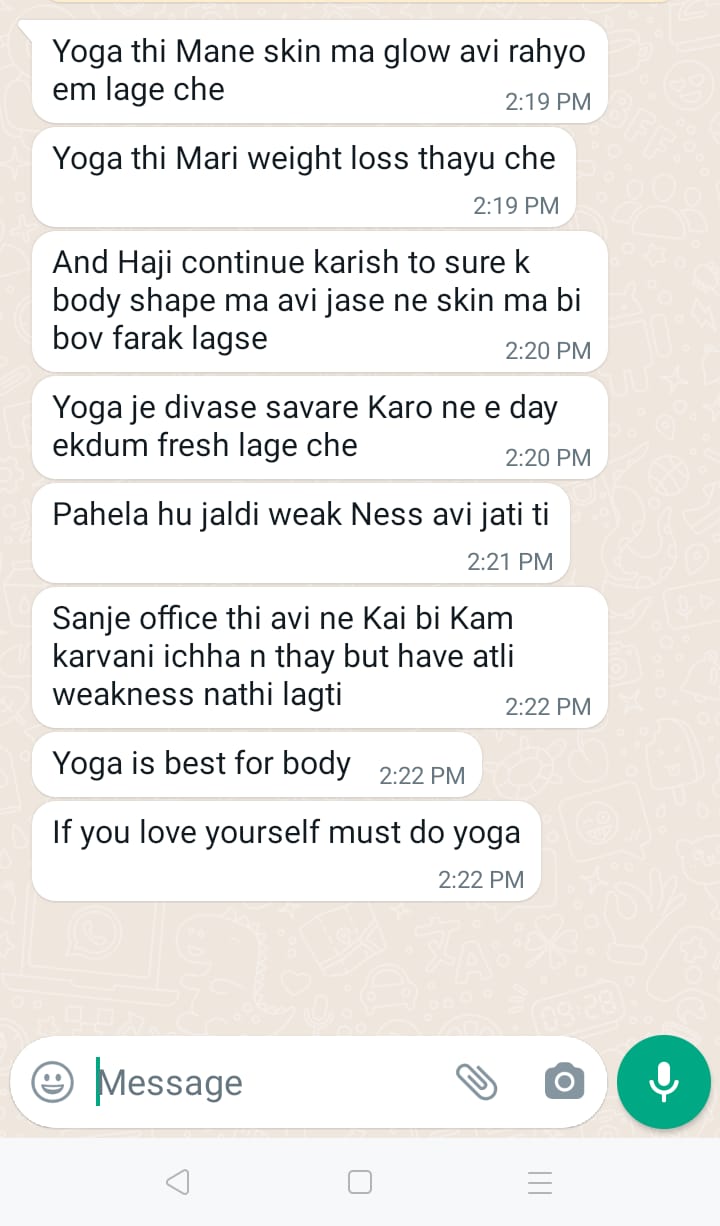 Yoga thi Mane skin ma glow avi rahyo
em lage che
2:19 PM
Yoga thi Mari weight loss thayu che
2:19 PM
And Haji continue karish to sure k
body shape ma avi jase ne skin ma bi
bov farak lagse
2:20 PM
Yoga je divase savare Karo ne e day
ekdum fresh lage che
2:20 PM
Pahela hu jaldi weak Ness avi jati ti
2:21 PM
Sanje office thi avi ne Kai bi Kam
karvani ichha n thay but have atli
weakness nathi lagti
2:22 PM
Yoga is best for body
2:22 PM
If you love yourself must do yoga
2:22 PM
Message